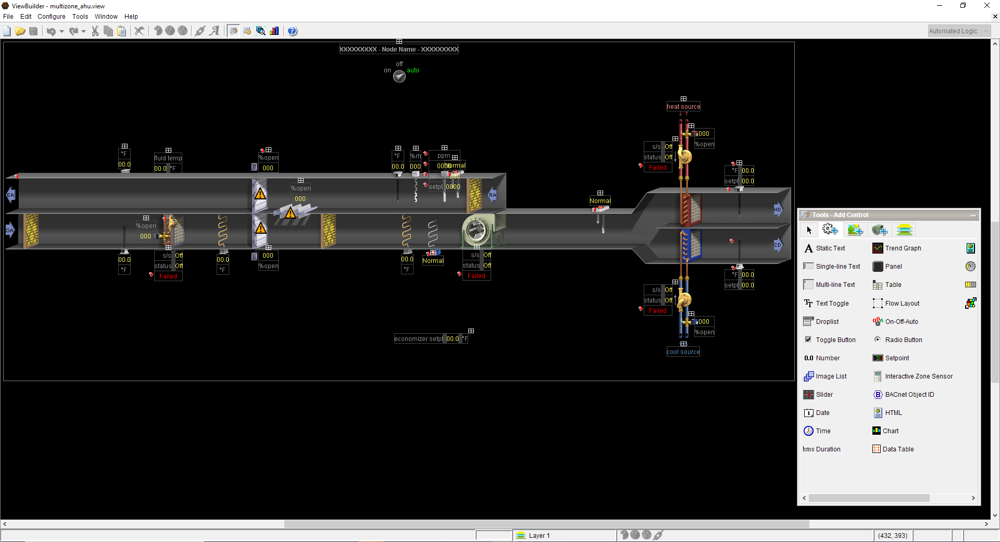 ViewBuilder - multizone_ahu.view
File Edit Configure Tools Window Help
Automated Logic
XXXXXXXXX - Node Name - XXXXXXXXX
off
on auto
heat source
000
%open
s/s Off
status Off
Failed
°F
00.0
fluid temp
00.0 °F
%open
000
%open
000
°F
00.0
%rh
000
ppm
Normal
setpt 0000
°F 00.0
setpt 00.0
EA
RA
Normal
HD
OA
%open
000
CD
00.0
°F
s/s Off
status Off
Failed
00.0
°F
000
%open
00.0
°F
Normal
s/s Off
status Off
Failed
°F 00.0
setpt 00.0
s/s Off
status Off
Failed
000
%open
economizer setpt 00.0 °F
cool source
Tools - Add Control
Static Text
Trend Graph
Single-line Text
Panel
Multi-line Text
Table
Text Toggle
Flow Layout
Droplist
On-Off-Auto
Toggle Button
Radio Button
0.0 Number
Setpoint
Image List
Interactive Zone Sensor
Slider
BACnet Object ID
Date
HTML
Time
Chart
h:m:s Duration
Data Table
Layer 1
(432, 393)